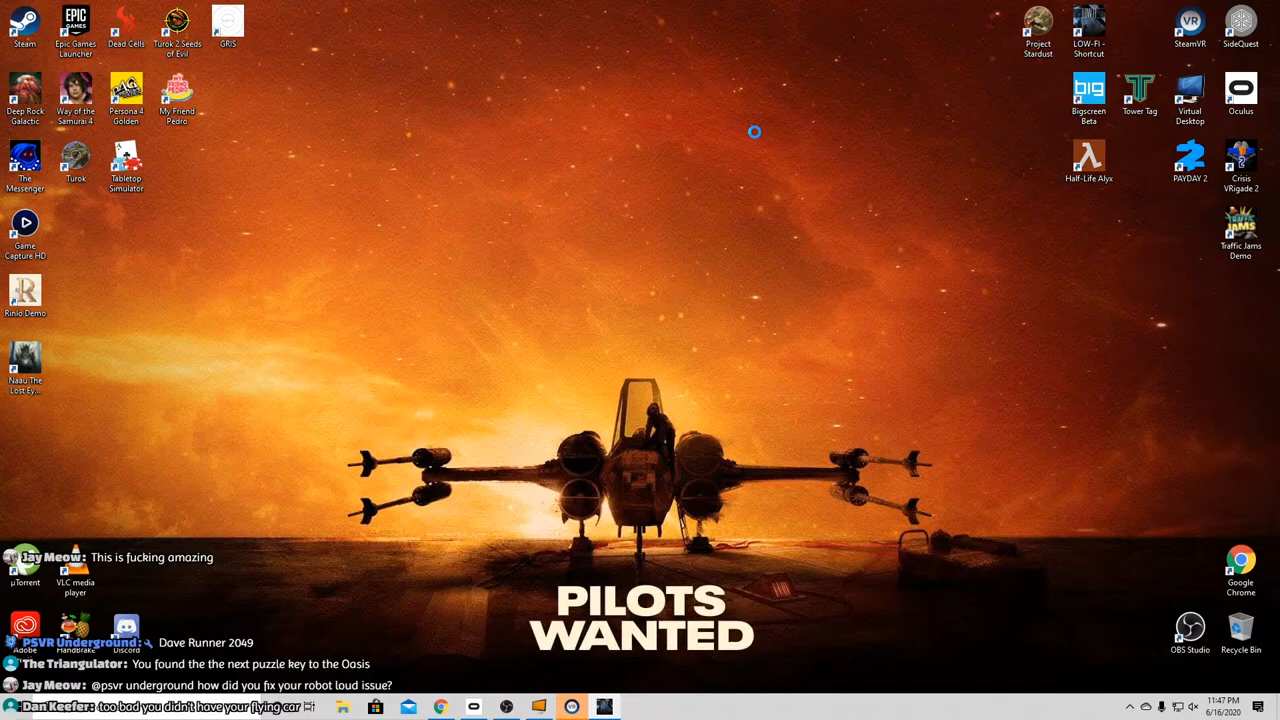 Steam
Epic Games
Launcher
Dead Cells
Turok 2 Seeds
of Evil
GRIS
Project
Stardust
LOW-FI -
Shortcut
SteamVR
SideQuest
Deep Rock
Galactic
Way of the
Samurai 4
Persona 4
Golden
My Friend
Pedro
Bigscreen
Beta
Tower Tag
Virtual
Desktop
Oculus
The
Messenger
Turok
Tabletop
Simulator
Half-Life Alyx
PAYDAY 2
Crisis
VRigade 2
Game
Capture HD
Traffic Jams
Demo
Rinlo Demo
Naau The
Lost Ey...
Jay Meow: This is fucking amazing
µTorrent
VLC media
player
Google
Chrome
PILOTS
WANTED
PSVR Underground: Dave Runner 2049
Adobe
HandBrake
Discord
OBS Studio
Recycle Bin
The Triangulator: You found the the next puzzle key to the Oasis
Jay Meow: @psvr underground how did you fix your robot loud issue?
Dan Keefer: too bad you didn't have your flying car
11:47 PM
6/16/2020